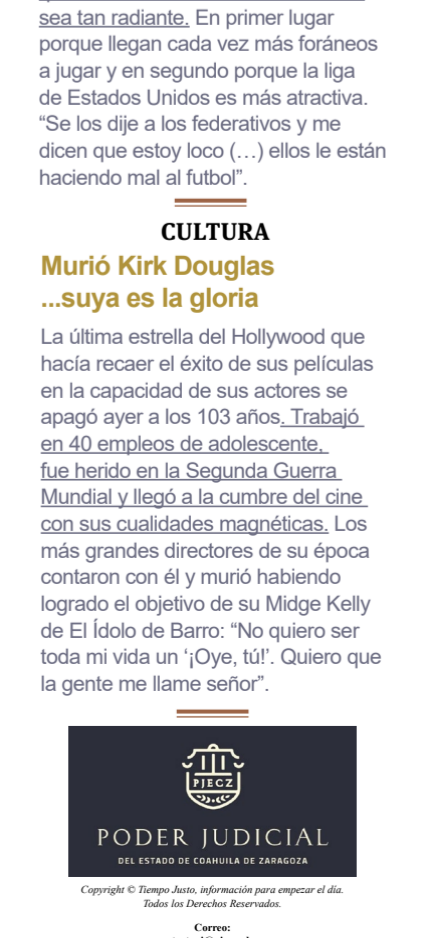 sea tan radiante. En primer lugar
porque llegan cada vez más foráneos
a jugar y en segundo porque la liga
de Estados Unidos es más atractiva.
“Se los dije a los federativos y me
dicen que estoy loco (…) ellos le están
haciendo mal al futbol”.
CULTURA
Murió Kirk Douglas
...suya es la gloria
La última estrella del Hollywood que
hacía recaer el éxito de sus películas
en la capacidad de sus actores se
apagó ayer a los 103 años. Trabajó
en 40 empleos de adolescente,
fue herido en la Segunda Guerra
Mundial y llegó a la cumbre del cine
con sus cualidades magnéticas. Los
más grandes directores de su época
contaron con él y murió habiendo
logrado el objetivo de su Midge Kelly
de El Ídolo de Barro: “No quiero ser
toda mi vida un ‘¡Oye, tú!’. Quiero que
la gente me llame señor”.
PJECZ
PODER JUDICIAL
DEL ESTADO DE COAHUILA DE ZARAGOZA
Copyright © Tiempo Justo, información para empezar el día.
Todos los Derechos Reservados.
Correo: